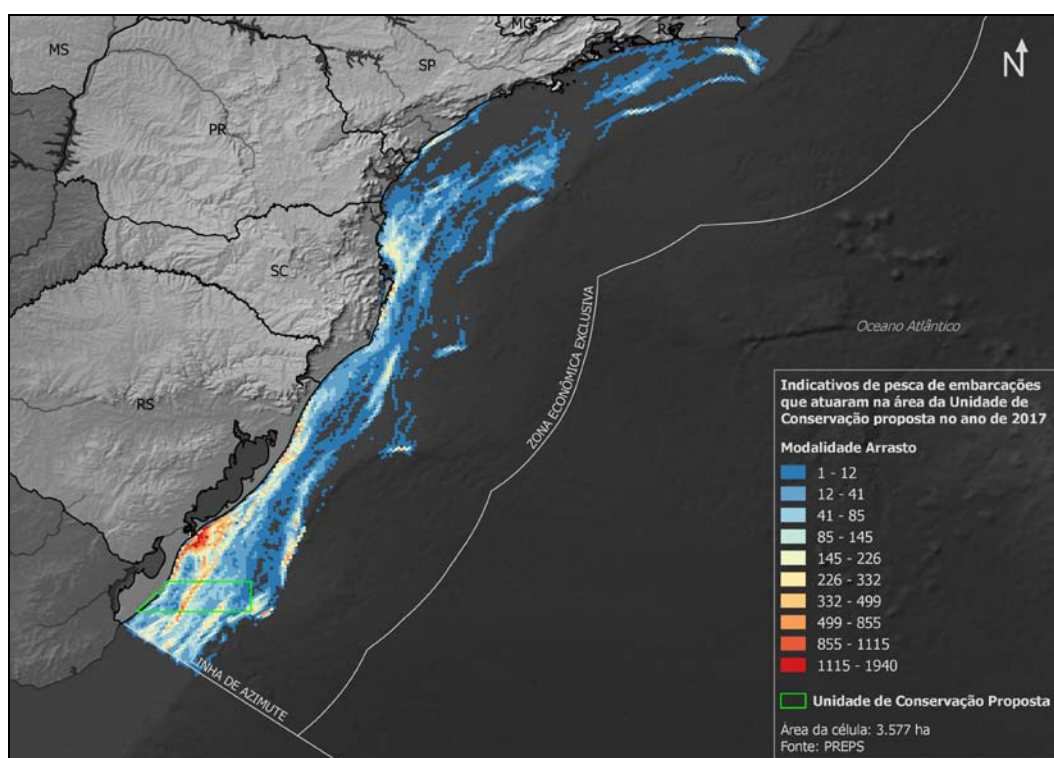 MS
MG
RJ
SP
N
PR
SC
Oceano Atlântico
ZONA ECONÔMICA EXCLUSIVA
RS
LINHA DE AZIMUTE
Indicativos de pesca de embarcações
que atuaram na área da Unidade de
Conservação proposta no ano de 2017
Modalidade Arrasto
1 - 12
12 - 41
41 - 85
85 - 145
145 - 226
226 - 332
332 - 499
499 - 855
855 - 1115
1115 - 1940
Unidade de Conservação Proposta
Área da célula: 3.577 ha
Fonte: PREPS